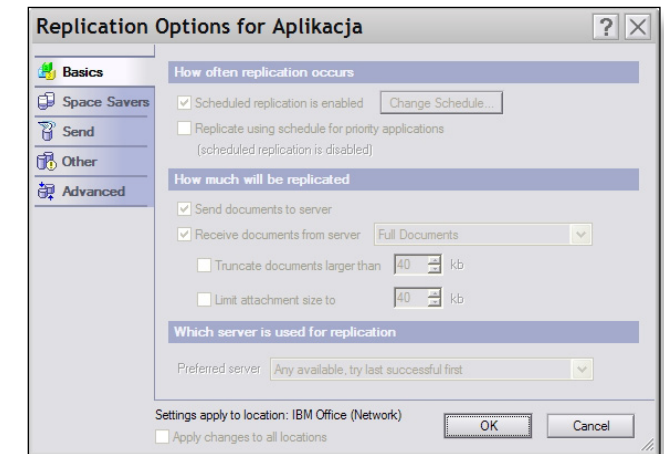 Replication Options for Aplikacja
Basics
Space Savers
Send
Other
Advanced
How often replication occurs
Scheduled replication is enabled Change Schedule...
Replicate using schedule for priority applications
(scheduled replication is disabled)
How much will be replicated
Send documents to server
Receive documents from server Full Documents
Truncate documents larger than 40 kb
Limit attachment size to 40 kb
Which server is used for replication
Preferred server Any available, try last successful first
Settings apply to location: IBM Office (Network)
Apply changes to all locations
OK Cancel